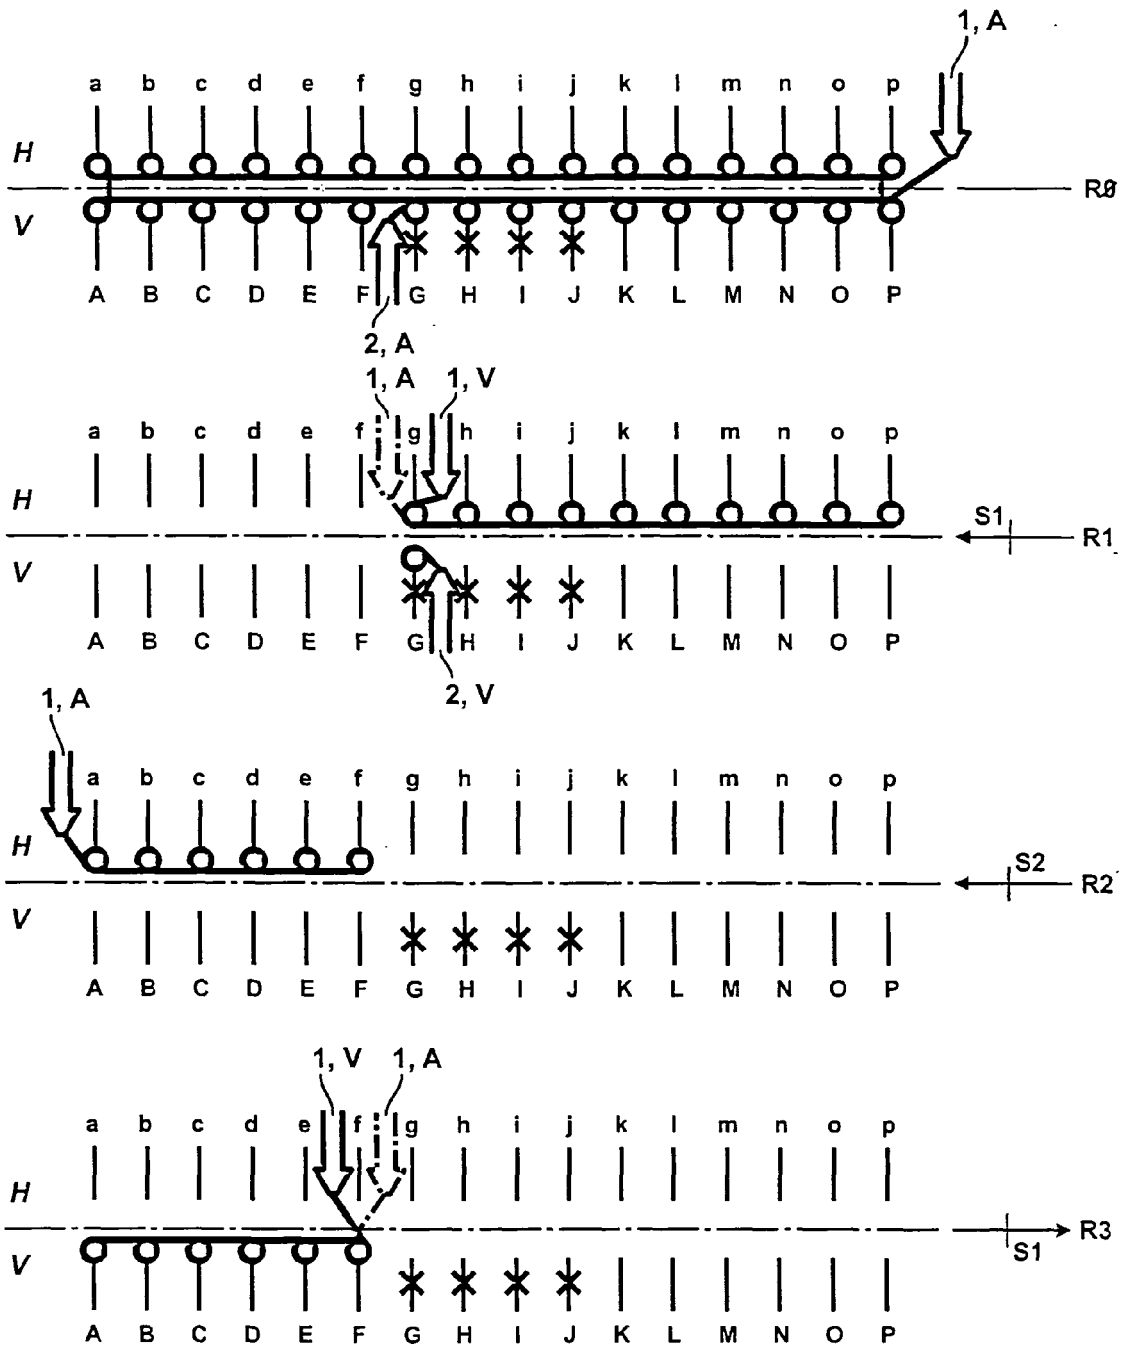 1, A
a b c d e f g h i j k l m n o p
H
R0
V
A B C D E F G H I J K L M N O P
2, A
1, A 1, V
a b c d e f g h i j k l m n o p
H
S1
R1
V
A B C D E F G H I J K L M N O P
2, V
1, A
a b c d e f g h i j k l m n o p
H
S2
R2
V
A B C D E F G H I J K L M N O P
1, V 1, A
a b c d e f g h i j k l m n o p
H
R3
V
S1
A B C D E F G H I J K L M N O P